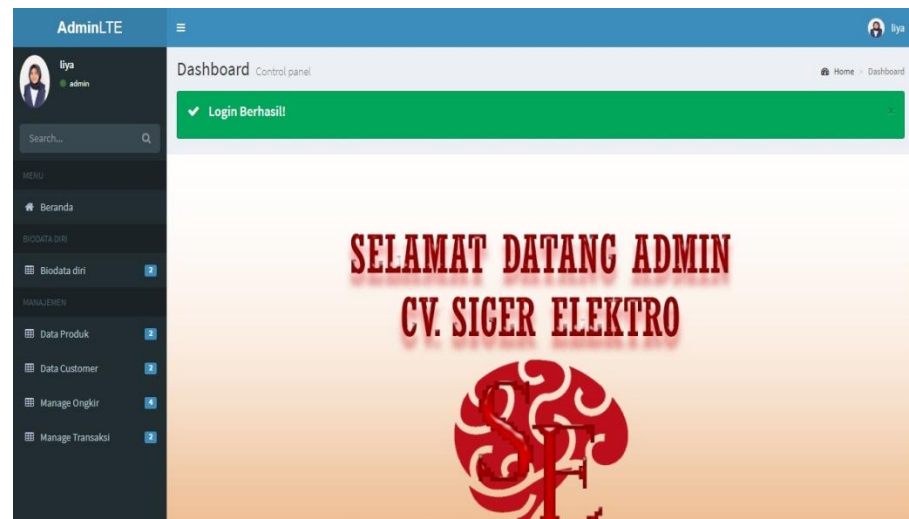 AdminLTE
liya
liya
admin
Dashboard Control panel
Home > Dashboard
Login Berhasil!
×
Search...
MENU
Beranda
BIODATA DIRI
Biodata diri 2
MANAJEMEN
Data Produk 2
Data Customer 2
Manage Ongkir 4
Manage Transaksi 2
SELAMAT DATANG ADMIN
CV. SIGER ELEKTRO
SE